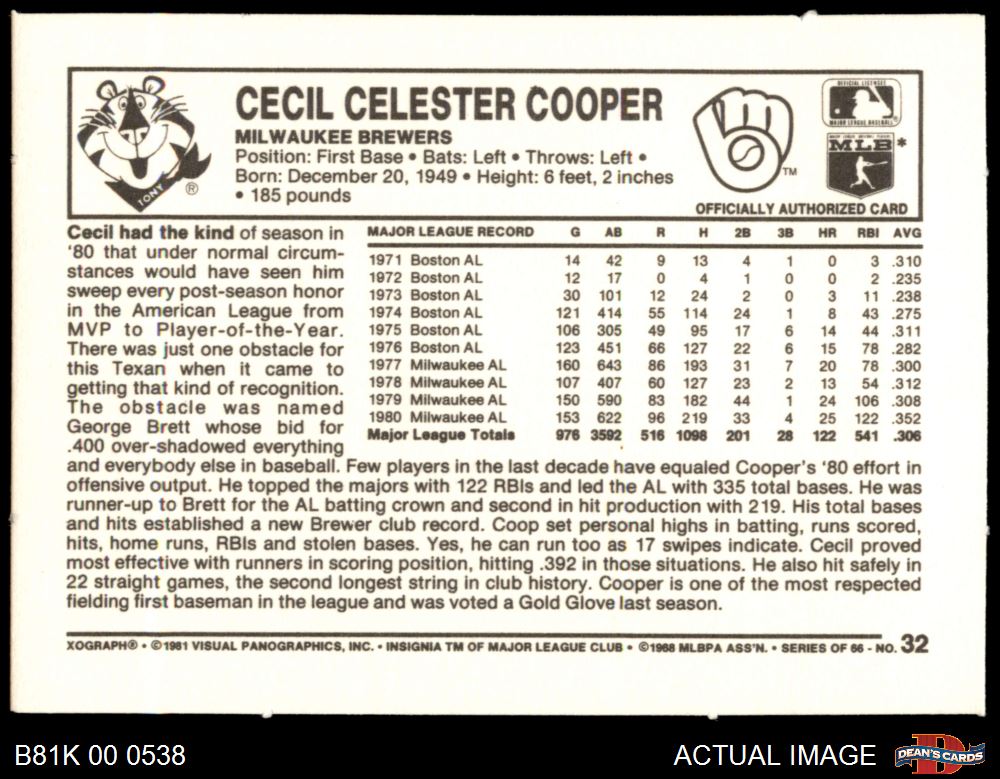 CECIL CELESTER COOPER
MILWAUKEE BREWERS
Position: First Base • Bats: Left • Throws: Left •
Born: December 20, 1949 • Height: 6 feet, 2 inches
• 185 pounds
TONY
®
TM
OFFICIAL LICENSEE
MAJOR LEAGUE BASEBALL
MLB *
OFFICIALLY AUTHORIZED CARD
Cecil had the kind of season in
'80 that under normal circum-
stances would have seen him
sweep every post-season honor
in the American League from
MVP to Player-of-the-Year.
There was just one obstacle for
this Texan when it came to
getting that kind of recognition.
The obstacle was named
George Brett whose bid for
.400 over-shadowed everything
MAJOR LEAGUE RECORD G AB R H 2B 3B HR RBI AVG
1971 Boston AL 14 42 9 13 4 1 0 3 .310
1972 Boston AL 12 17 0 4 1 0 0 2 .235
1973 Boston AL 30 101 12 24 2 0 3 11 .238
1974 Boston AL 121 414 55 114 24 1 8 43 .275
1975 Boston AL 106 305 49 95 17 6 14 44 .311
1976 Boston AL 123 451 66 127 22 6 15 78 .282
1977 Milwaukee AL 160 643 86 193 31 7 20 78 .300
1978 Milwaukee AL 107 407 60 127 23 2 13 54 .312
1979 Milwaukee AL 150 590 83 182 44 1 24 106 .308
1980 Milwaukee AL 153 622 96 219 33 4 25 122 .352
Major League Totals 976 3592 516 1098 201 28 122 541 .306
and everybody else in baseball. Few players in the last decade have equaled Cooper's '80 effort in
offensive output. He topped the majors with 122 RBIs and led the AL with 335 total bases. He was
runner-up to Brett for the AL batting crown and second in hit production with 219. His total bases
and hits established a new Brewer club record. Coop set personal highs in batting, runs scored,
hits, home runs, RBIs and stolen bases. Yes, he can run too as 17 swipes indicate. Cecil proved
most effective with runners in scoring position, hitting .392 in those situations. He also hit safely in
22 straight games, the second longest string in club history. Cooper is one of the most respected
fielding first baseman in the league and was voted a Gold Glove last season.
XOGRAPH® • ©1981 VISUAL PANOGRAPHICS, INC. • INSIGNIA TM OF MAJOR LEAGUE CLUB • ©1968 MLBPA ASS'N. • SERIES OF 66 - NO. 32
B81K 00 0538
ACTUAL IMAGE
DEAN'S CARDS